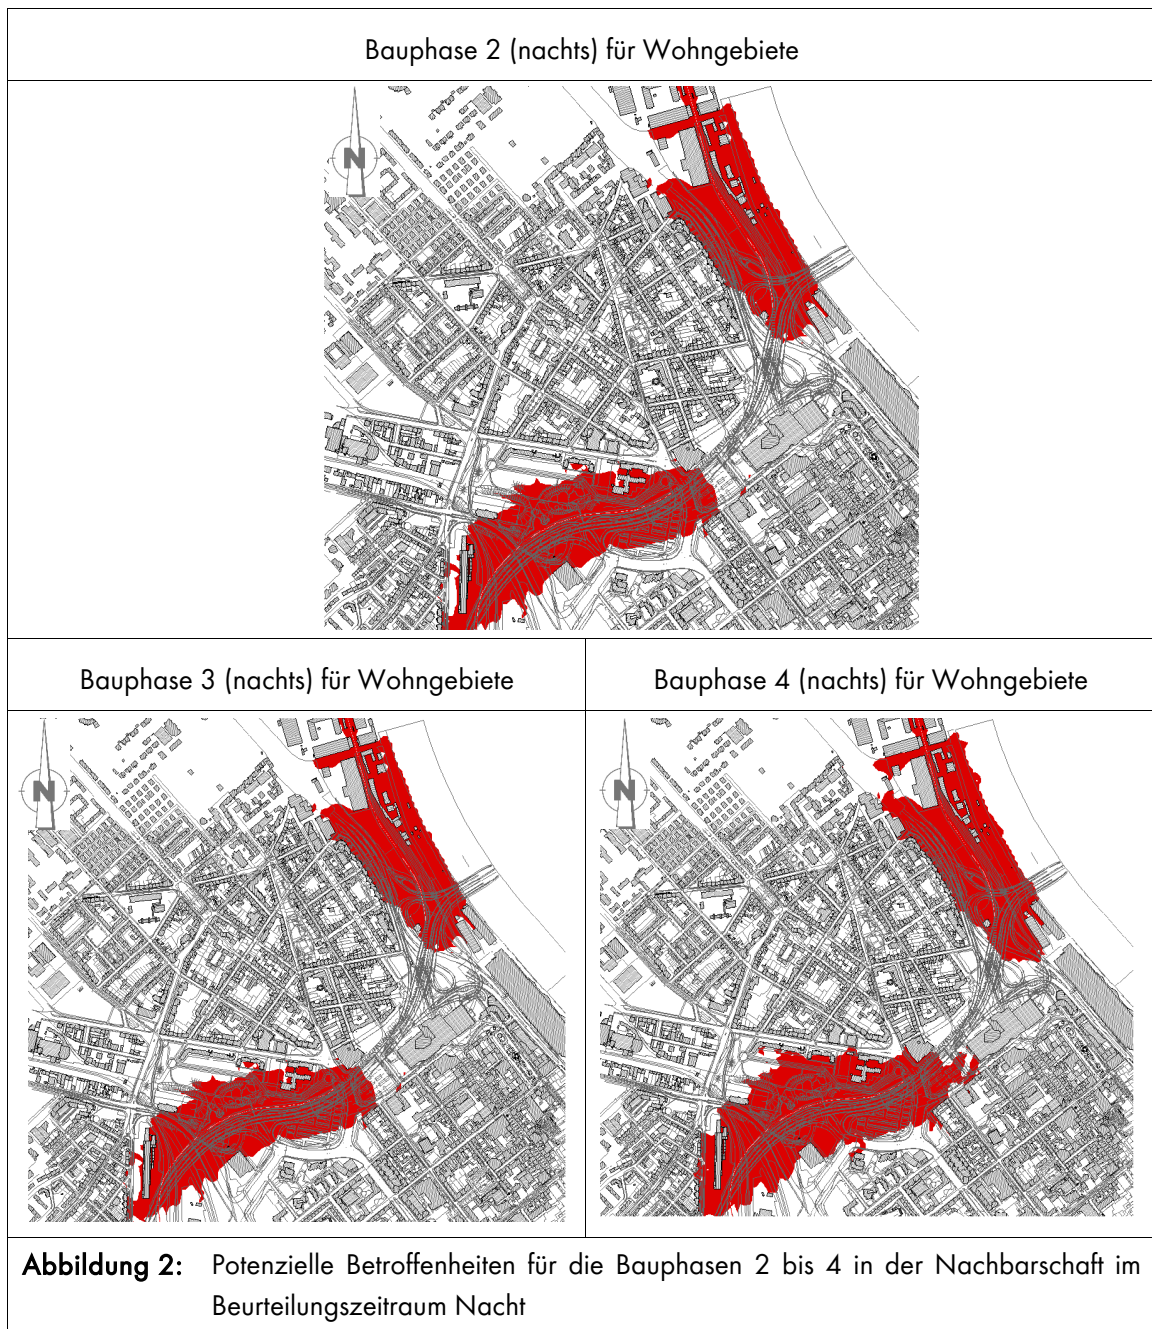 Bauphase 2 (nachts) für Wohngebiete
N
Bauphase 3 (nachts) für Wohngebiete
Bauphase 4 (nachts) für Wohngebiete
N
N
Abbildung 2: Potenzielle Betroffenheiten für die Bauphasen 2 bis 4 in der Nachbarschaft im
Beurteilungszeitraum Nacht